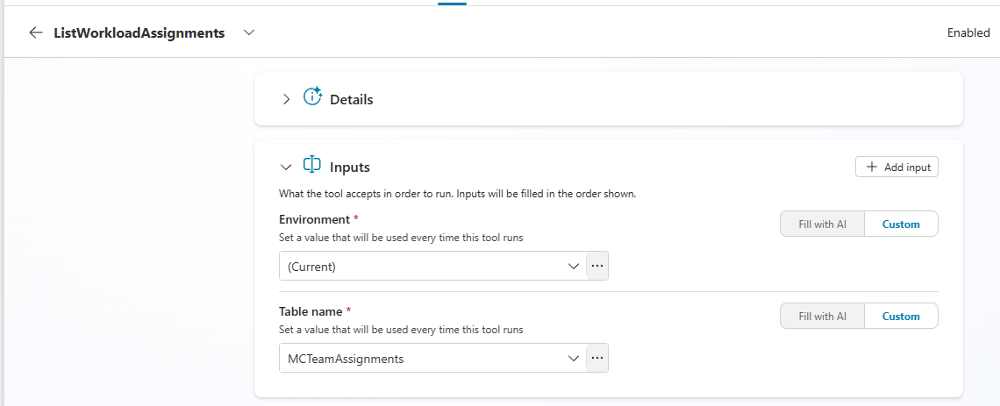 ListWorkloadAssignments
Enabled
Details
Inputs
+ Add input
What the tool accepts in order to run. Inputs will be filled in the order shown.
Environment *
Fill with AI
Custom
Set a value that will be used every time this tool runs
(Current)
...
Table name *
Fill with AI
Custom
Set a value that will be used every time this tool runs
MCTeamAssignments
...